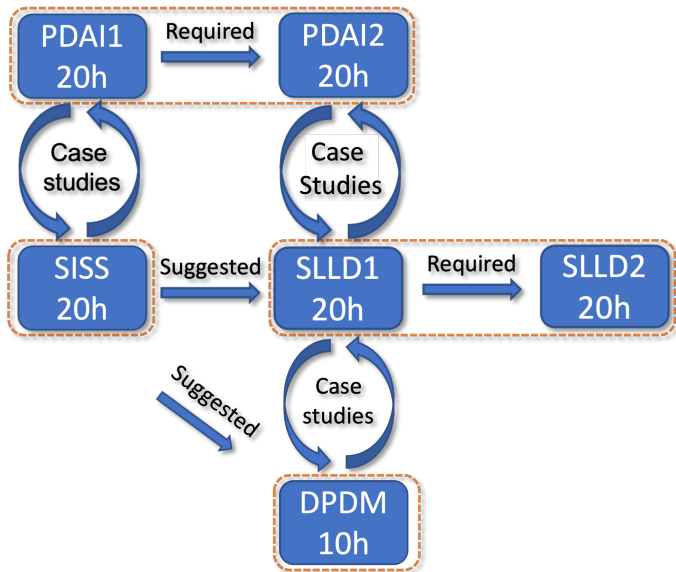 PDAI1
20h
Required
PDAI2
20h
Case
studies
Case
Studies
SISS
20h
Suggested
SLLD1
20h
Required
SLLD2
20h
Suggested
Case
studies
DPDM
10h